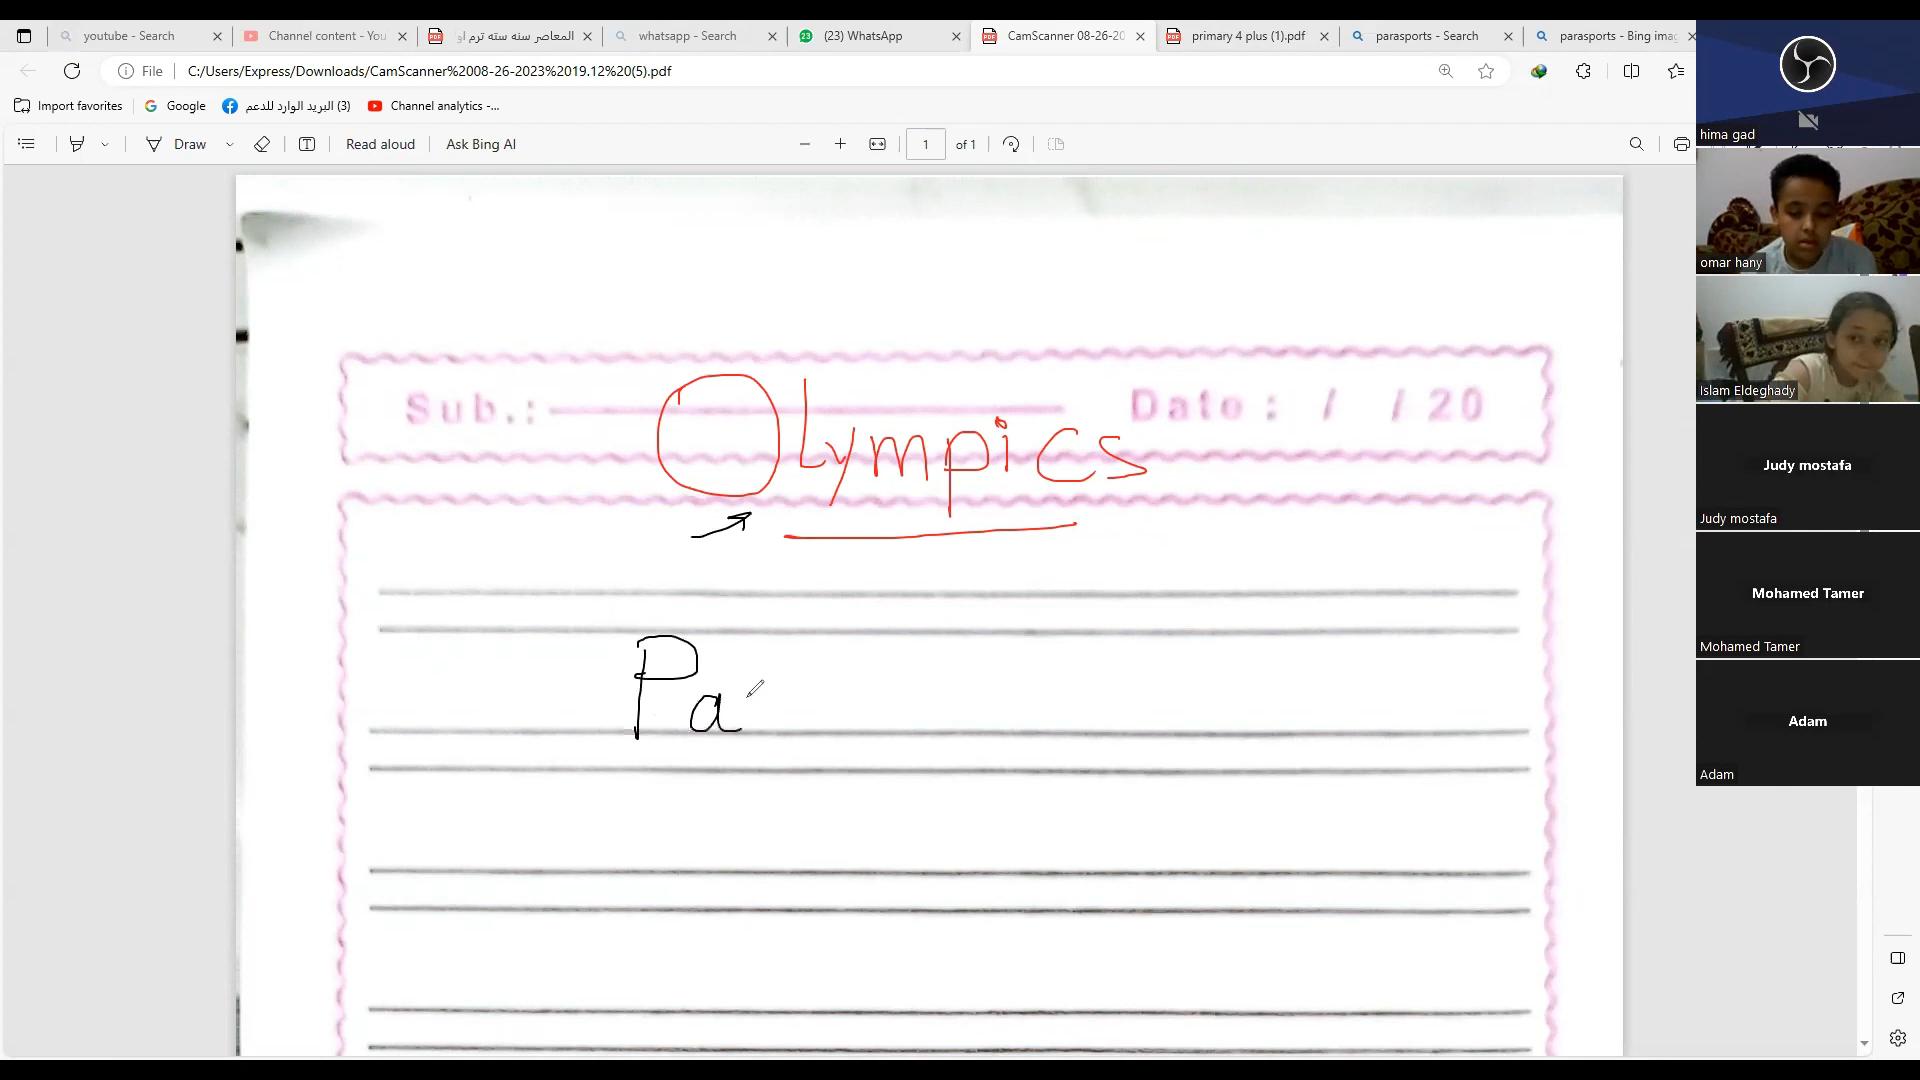 youtube - Search
Channel content - You
المعاصر سنه سته ترم او
whatsapp - Search
(23) WhatsApp
CamScanner 08-26-20
primary 4 plus (1).pdf
parasports - Search
parasports - Bing imag
File
C:/Users/Express/Downloads/CamScanner%2008-26-2023%2019.12%20(5).pdf
Import favorites
Google
(3) البريد الوارد للدعم
Channel analytics -...
Draw
Read aloud
Ask Bing AI
1
of 1
hima gad
omar hany
Islam Eldeghady
Judy mostafa
Judy mostafa
Mohamed Tamer
Mohamed Tamer
Adam
Adam
Sub.:
Date: / / 20
OLympics
Pa